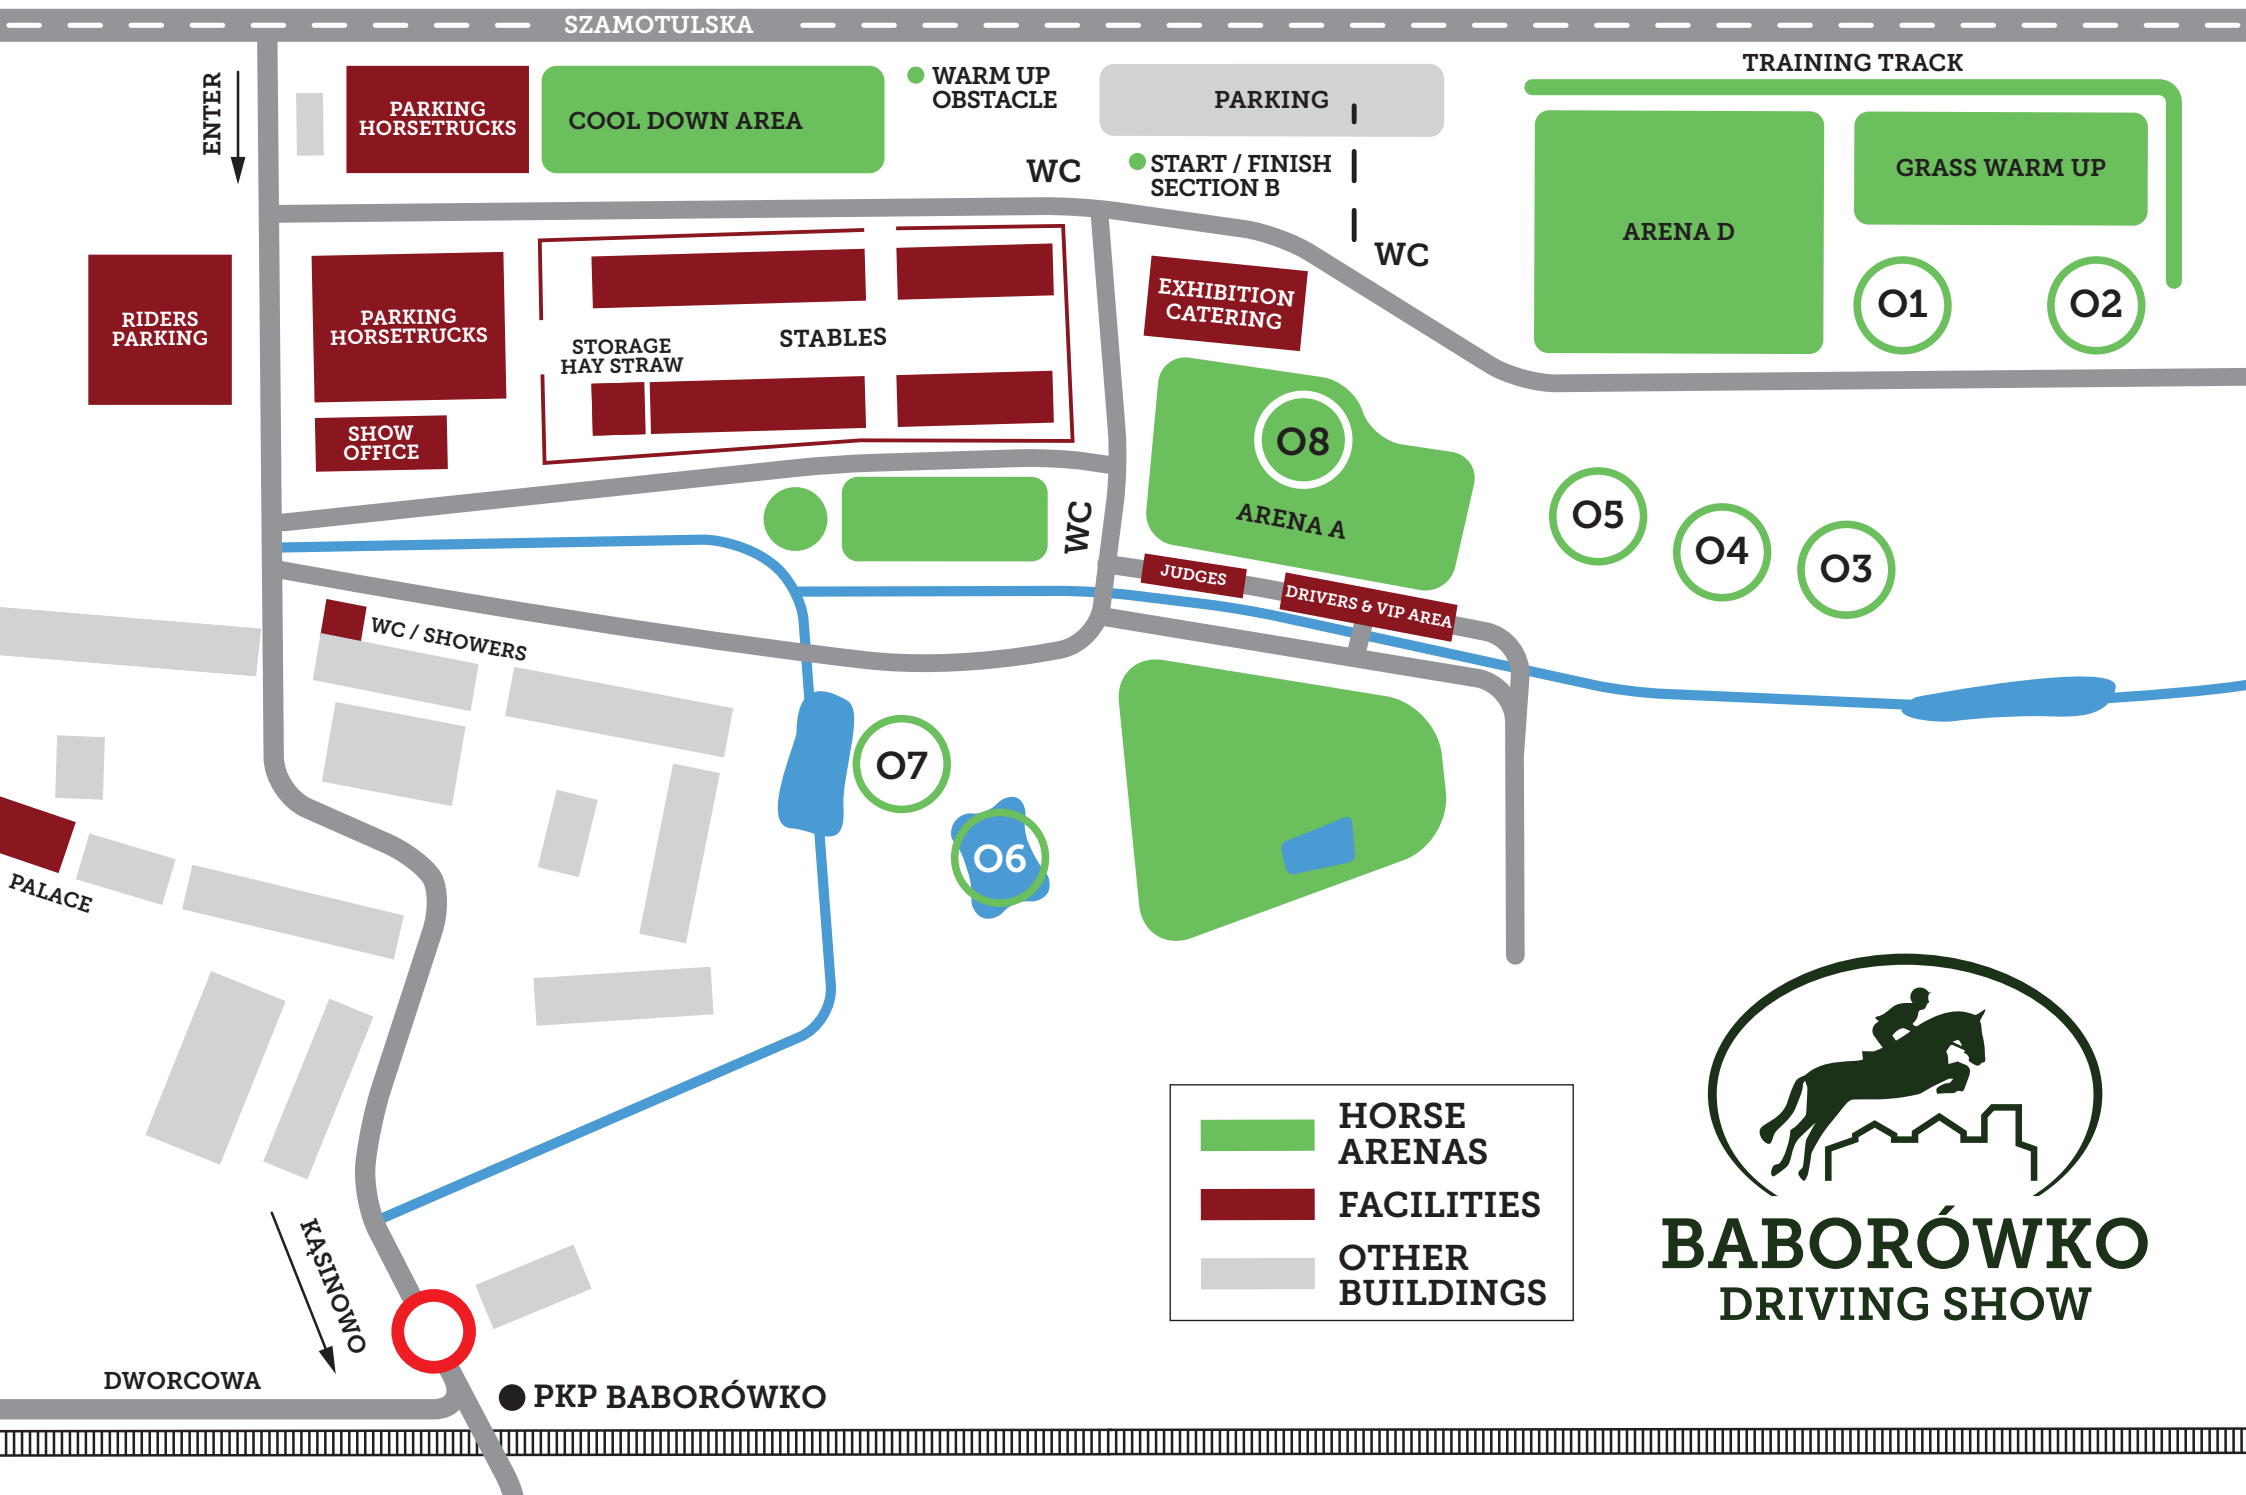 SZAMOTULSKA
ENTER
PARKING
HORSETRUCKS
COOL DOWN AREA
WARM UP
OBSTACLE
PARKING
TRAINING TRACK
WC
START / FINISH
SECTION B
WC
ARENA D
GRASS WARM UP
O1
O2
RIDERS
PARKING
PARKING
HORSETRUCKS
SHOW
OFFICE
STORAGE
HAY STRAW
STABLES
EXHIBITION
CATERING
O8
ARENA A
WC
JUDGES
DRIVERS & VIP AREA
O5
O4
O3
WC / SHOWERS
O7
O6
PALACE
KĄSINOWO
DWORCOWA
PKP BABORÓWKO
HORSE
ARENAS
FACILITIES
OTHER
BUILDINGS
BABORÓWKO
DRIVING SHOW